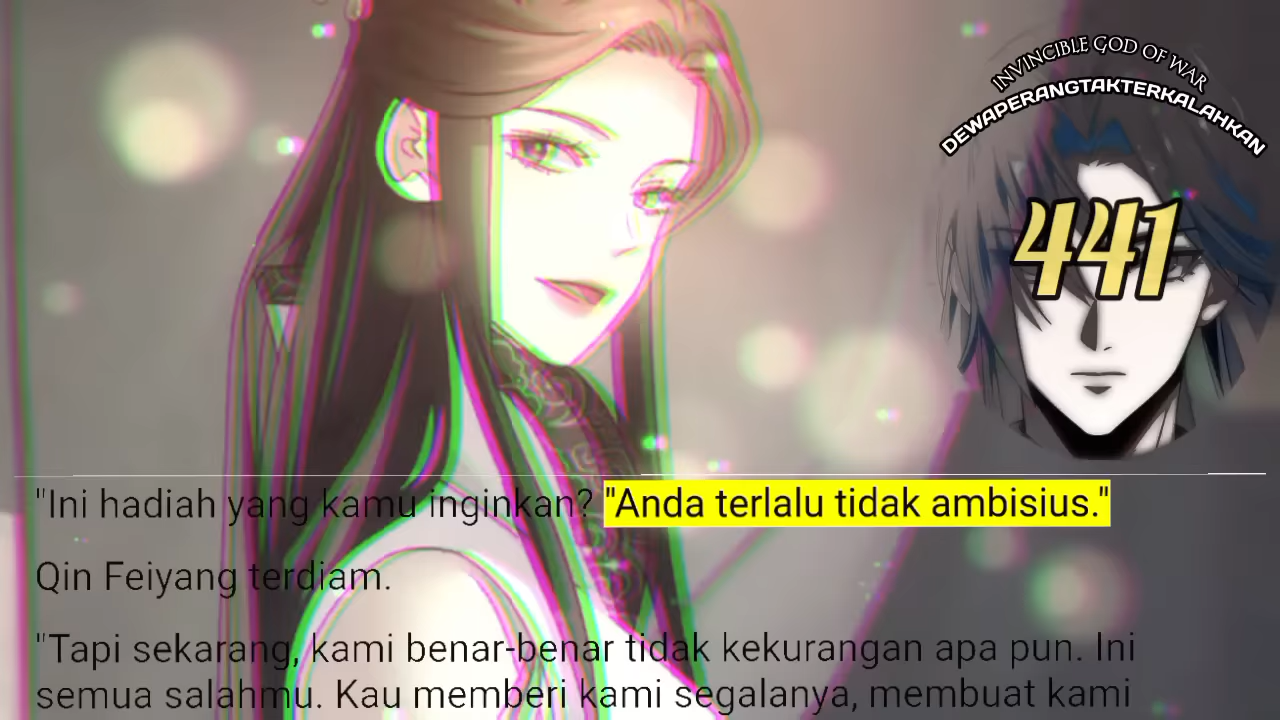 INVINCIBLE GOD OF WAR
DEWAPERANGTAKTERKALAHKAN
441
"Ini hadiah yang kamu inginkan? "Anda terlalu tidak ambisius."
Qin Feiyang terdiam.
"Tapi sekarang, kami benar-benar tidak kekurangan apa pun. Ini
semua salahmu. Kau memberi kami segalanya, membuat kami